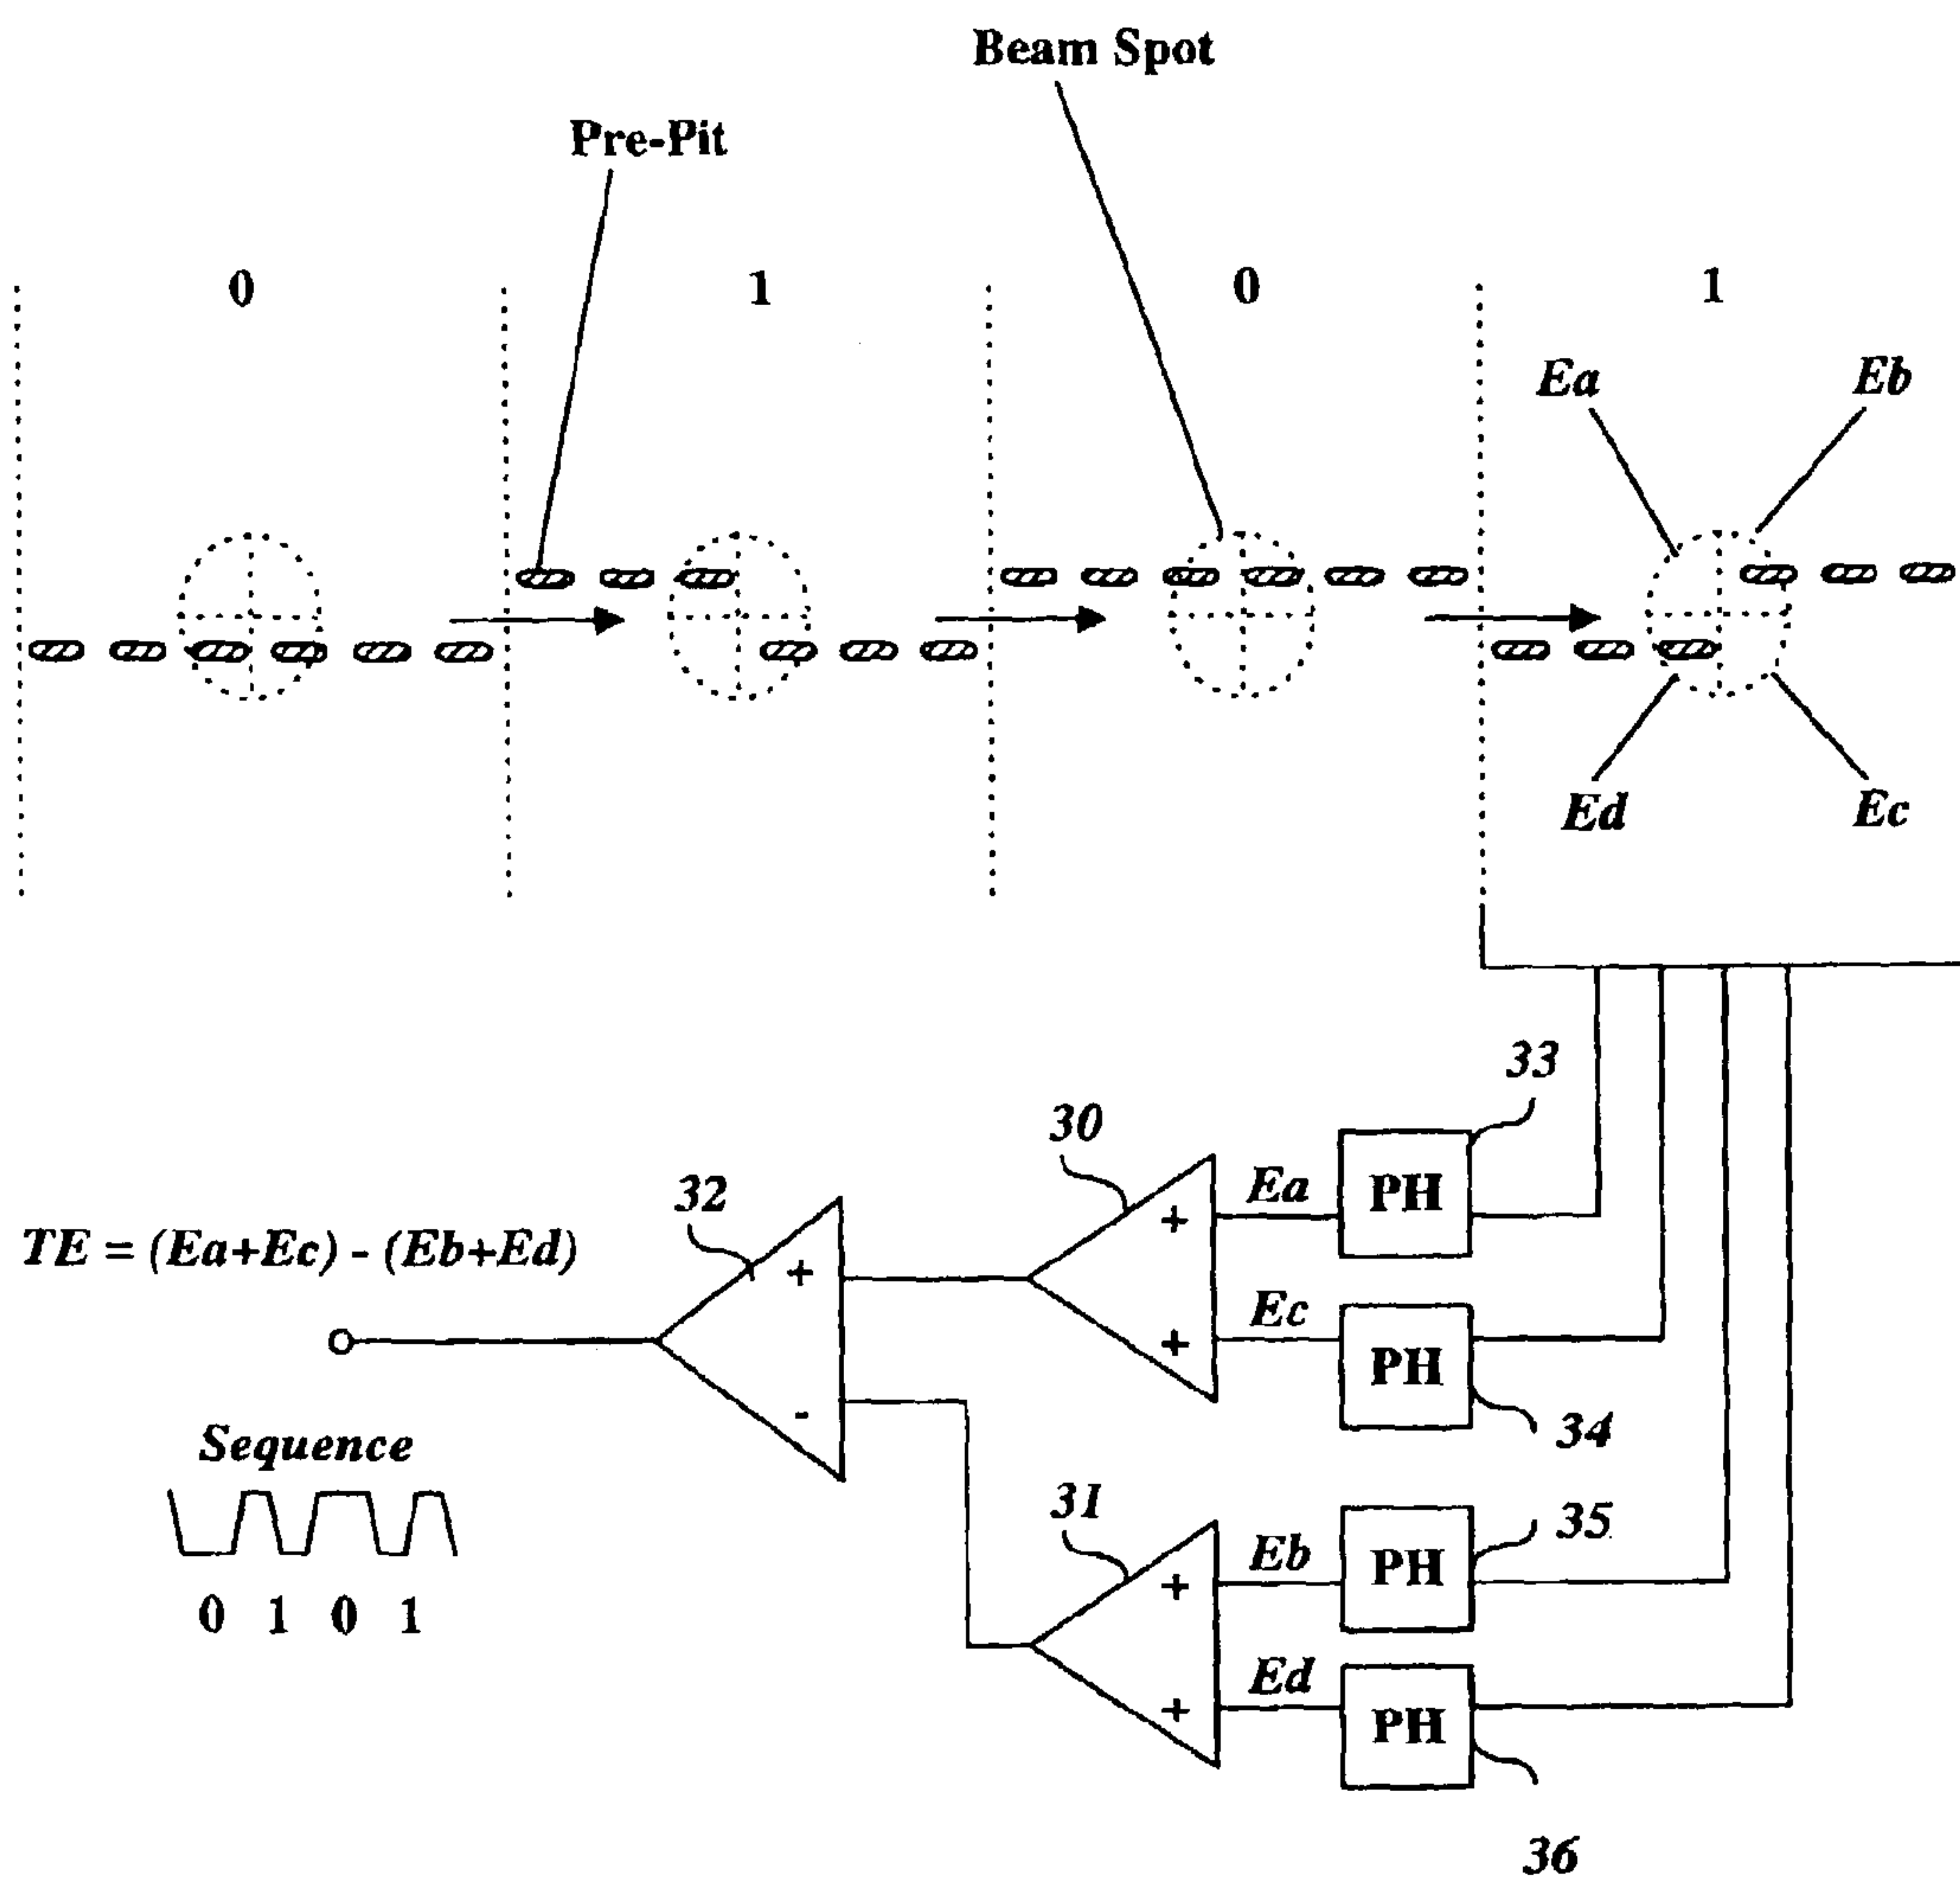 Beam Spot
Pre-Pit
0 1 0 1
Ea Eb
Ed Ec
33
30
Ea PH
32
TE = (Ea+Ec) - (Eb+Ed)
+ +
Ec PH
+
-
34
Sequence
31
35
Eb PH
+
0 1 0 1
Ed PH
+
36